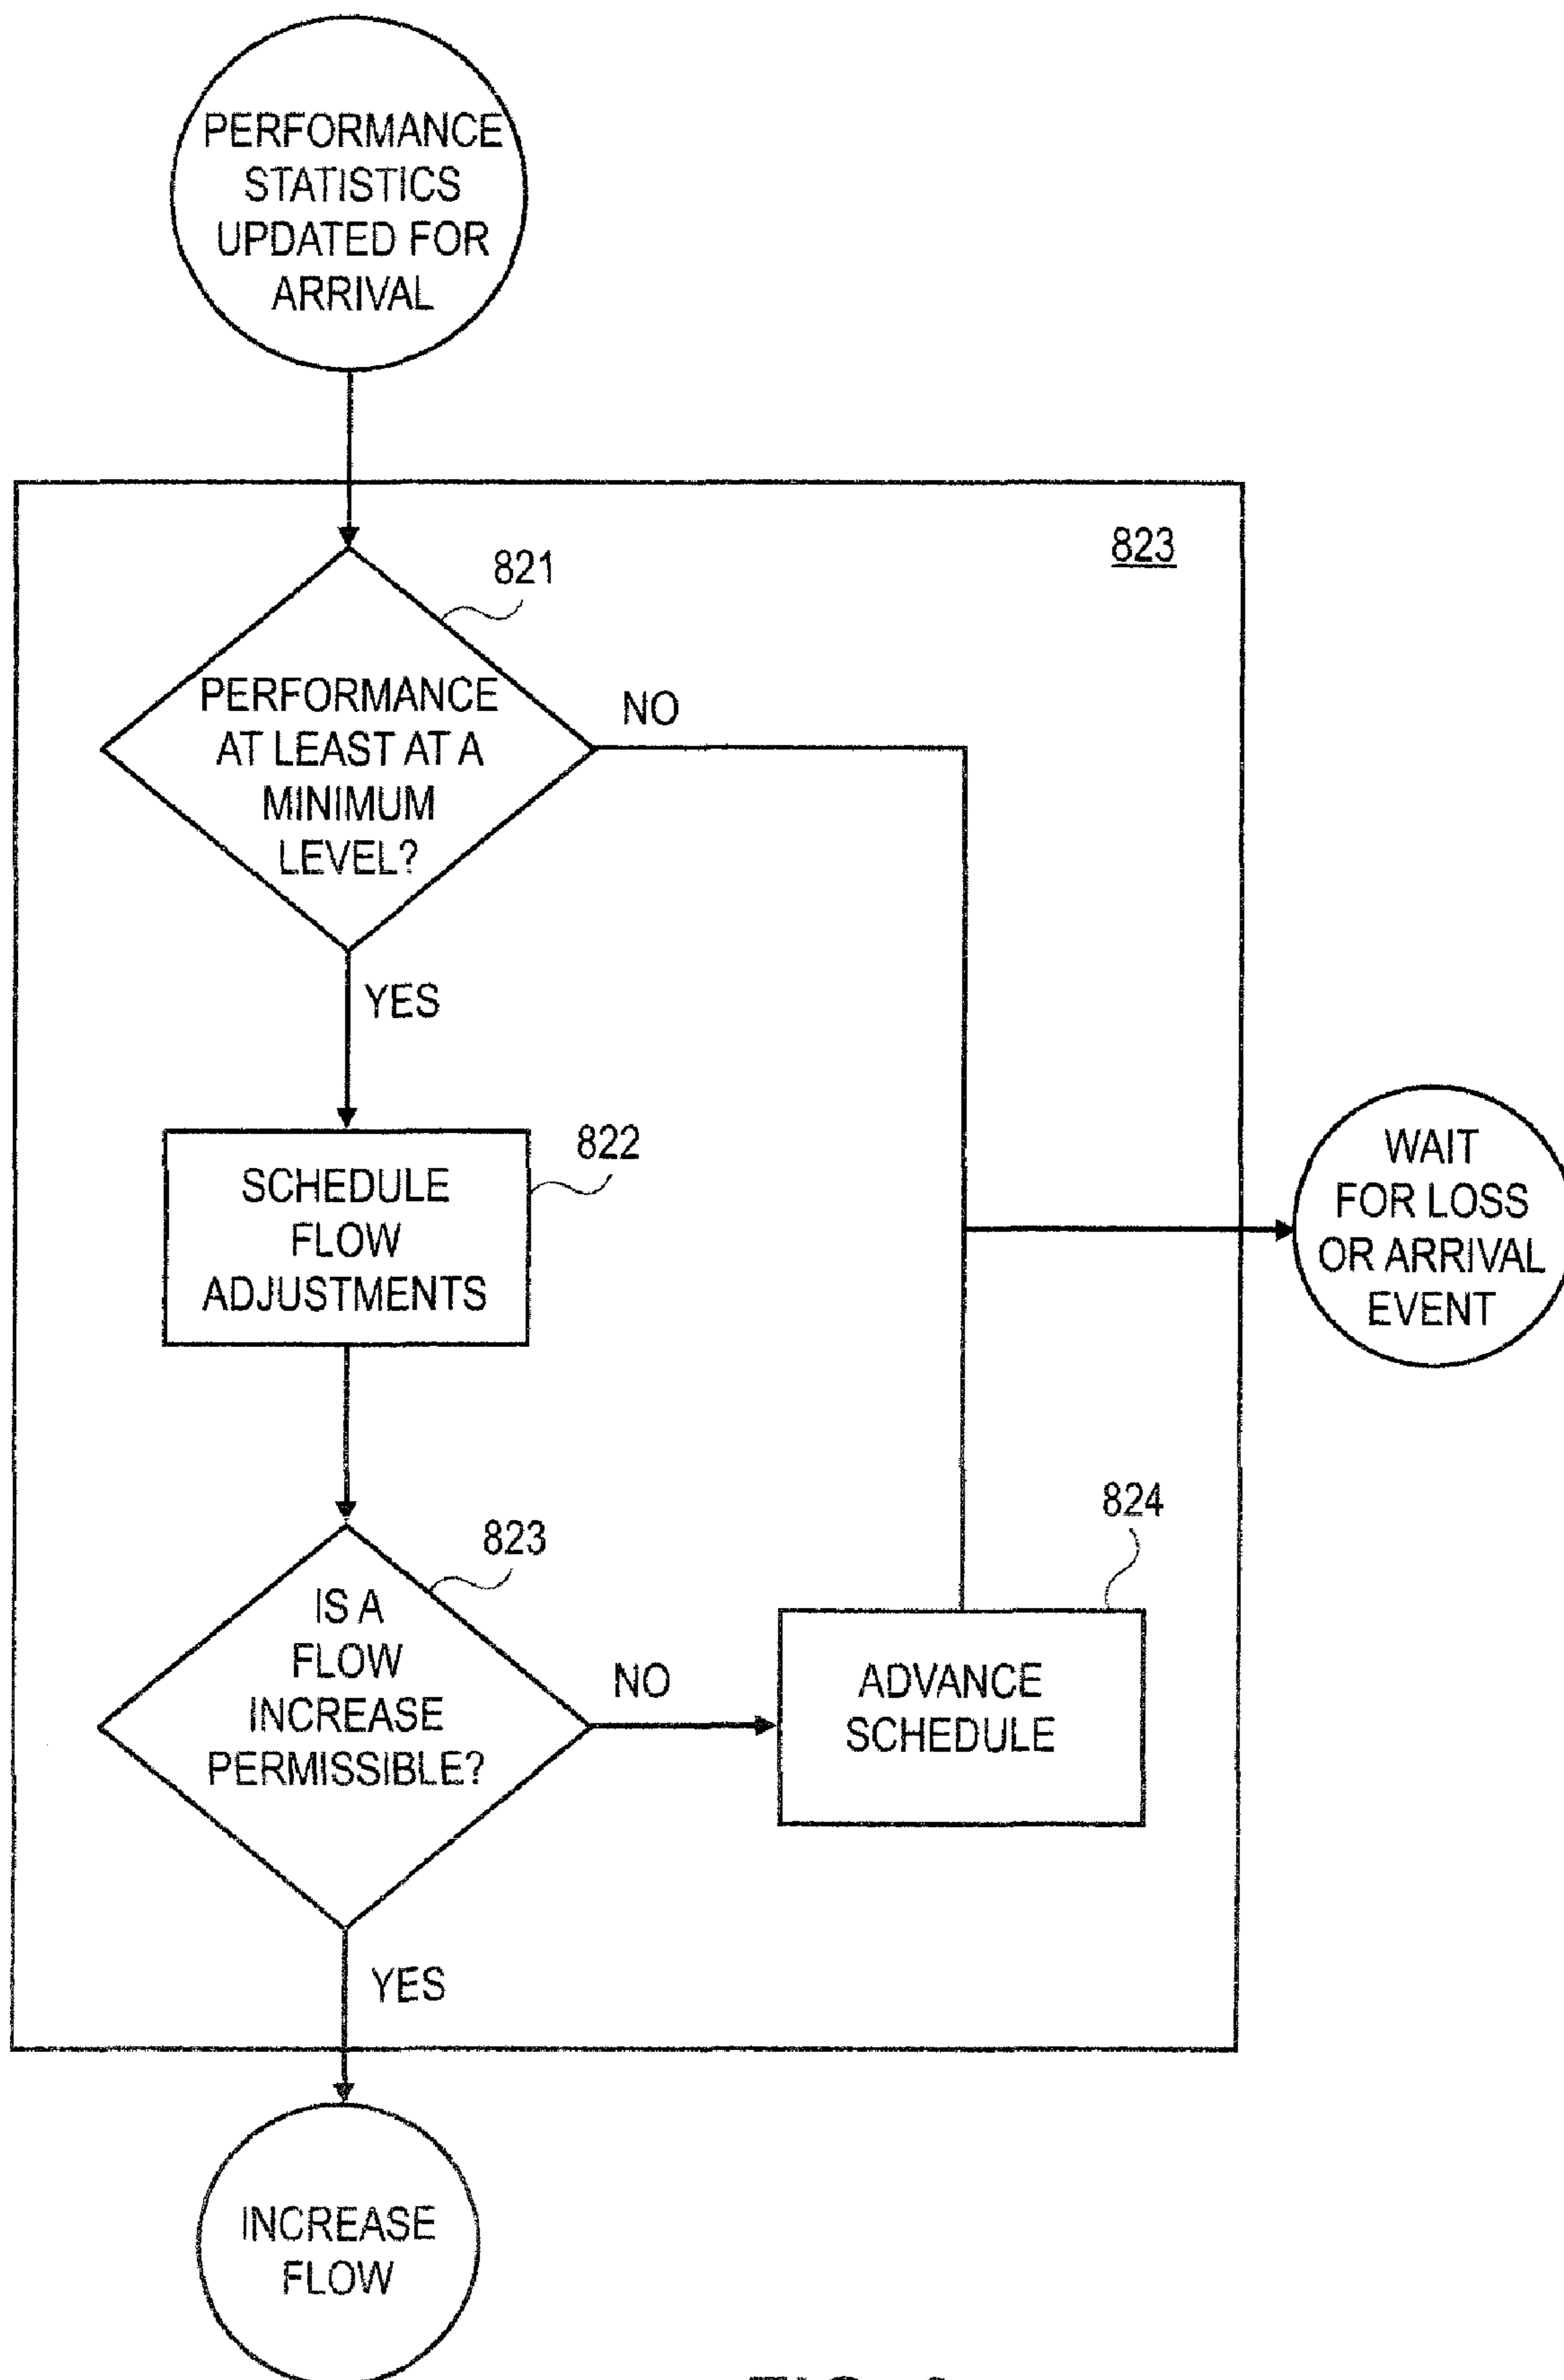 PERFORMANCE
STATISTICS
UPDATED FOR
ARRIVAL
823
821
PERFORMANCE
AT LEAST AT A
MINIMUM
LEVEL?
NO
YES
WAIT
FOR LOSS
OR ARRIVAL
EVENT
822
SCHEDULE
FLOW
ADJUSTMENTS
823
IS A
FLOW
INCREASE
PERMISSIBLE?
NO
824
ADVANCE
SCHEDULE
YES
INCREASE
FLOW